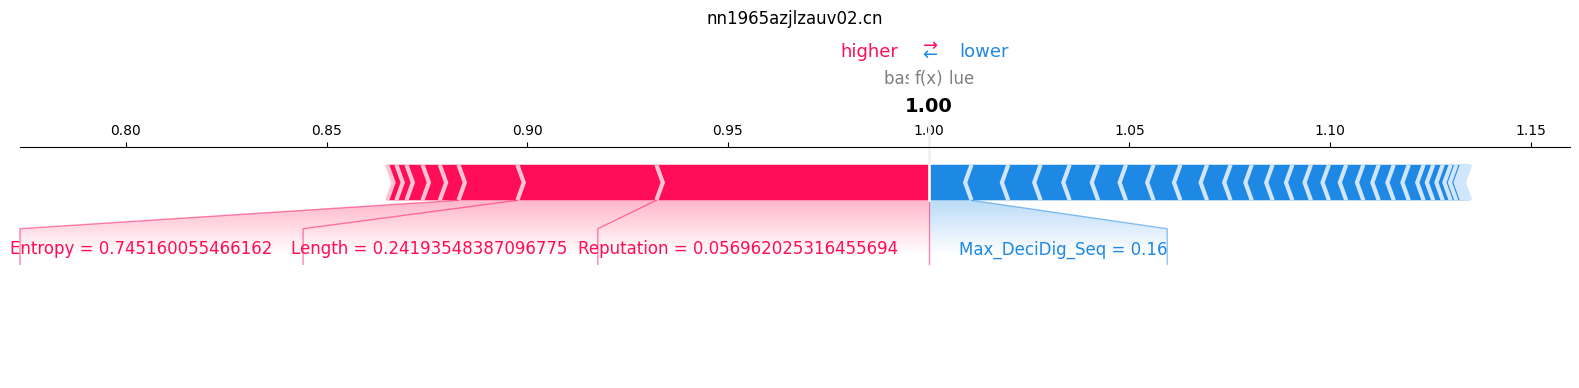 nn1965azjlzauv02.cn
higher → ← lower
f(x) lue
1.00
0.80 0.85 0.90 0.95 1.00 1.05 1.10 1.15
Entropy = 0.745160055466162 Length = 0.24193548387096775 Reputation = 0.056962025316455694 Max_DeciDig_Seq = 0.16